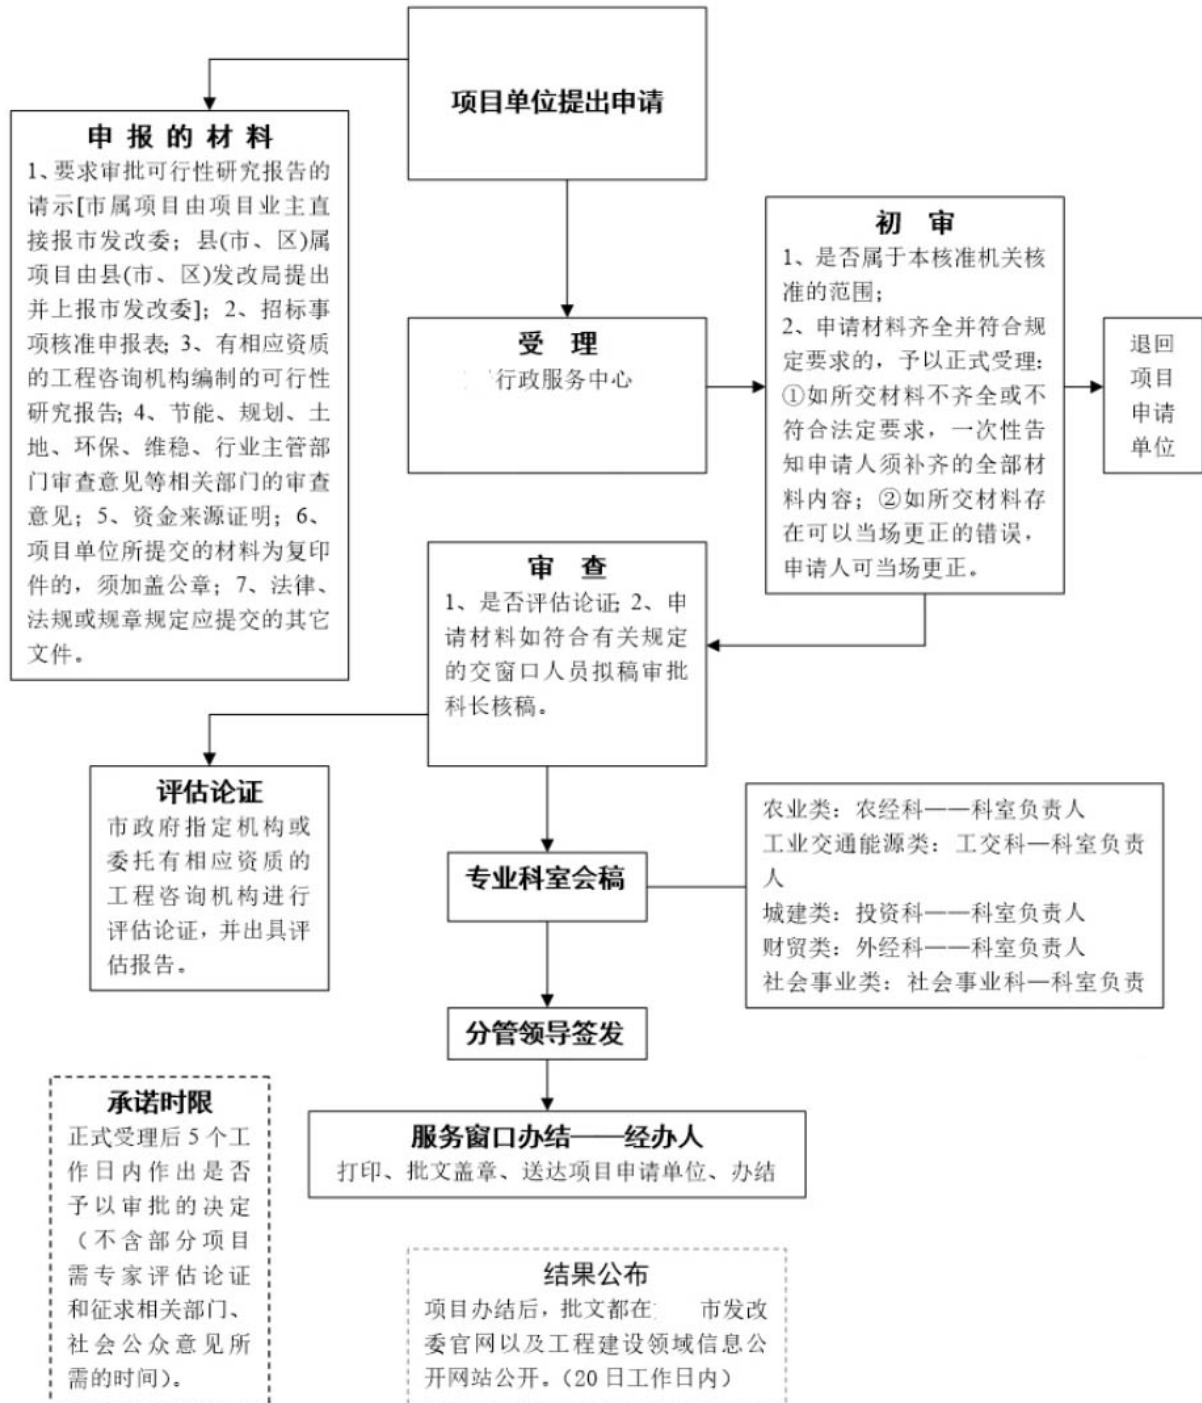 项目单位提出申请
申报的材料
1、要求审批可行性研究报告的
请示[市属项目由项目业主直
接报市发改委；县(市、区)属
项目由县(市、区)发改局提出
并上报市发改委]；2、招标事
项核准申报表；3、有相应资质
的工程咨询机构编制的可行性
研究报告；4、节能、规划、土
地、环保、维稳、行业主管部
门审查意见等相关部门的审查
意见；5、资金来源证明；6、
项目单位所提交的材料为复印
件的，须加盖公章；7、法律、
法规或规章规定应提交的其它
文件。
受 理
行政服务中心
初 审
1、是否属于本核准机关核
准的范围；
2、申请材料齐全并符合规
定要求的，予以正式受理：
①如所交材料不齐全或不
符合法定要求，一次性告
知申请人须补齐的全部材
料内容；②如所交材料存
在可以当场更正的错误，
申请人可当场更正。
退回
项目
申请
单位
审 查
1、是否评估论证；2、申
请材料如符合有关规定
的交窗口人员拟稿审批
科长核稿。
评估论证
市政府指定机构或
委托有相应资质的
工程咨询机构进行
评估论证，并出具评
估报告。
专业科室会稿
农业类：农经科——科室负责人
工业交通能源类：工交科—科室负责
人
城建类：投资科——科室负责人
财贸类：外经科——科室负责人
社会事业类：社会事业科—科室负责
分管领导签发
服务窗口办结——经办人
打印、批文盖章、送达项目申请单位、办结
承诺时限
正式受理后 5 个工
作日内作出是否
予以审批的决定
（不含部分项目
需专家评估论证
和征求相关部门、
社会公众意见所
需的时间）。
结果公布
项目办结后，批文都在 市发改
委官网以及工程建设领域信息公
开网站公开。（20 日工作日内）